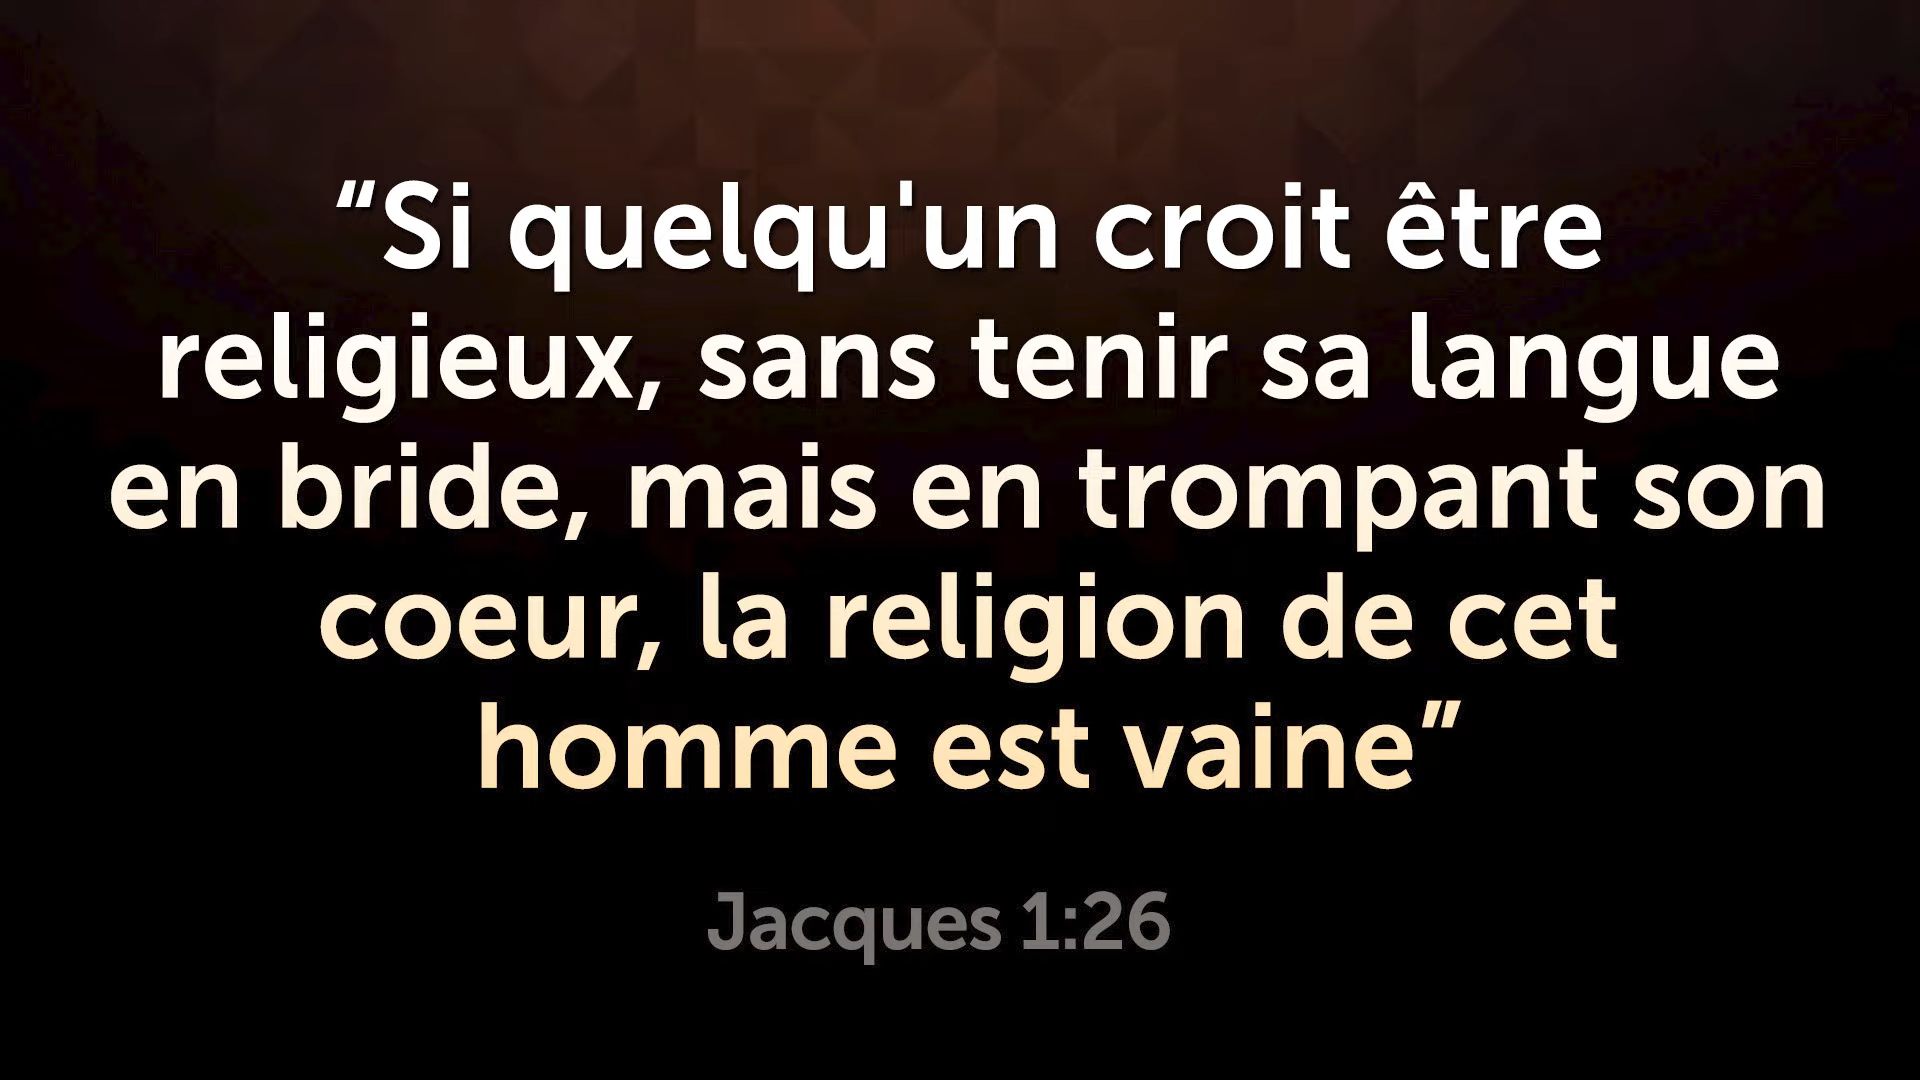 “Si quelqu'un croit être
religieux, sans tenir sa langue
en bride, mais en trompant son
coeur, la religion de cet
homme est vaine”
Jacques 1:26